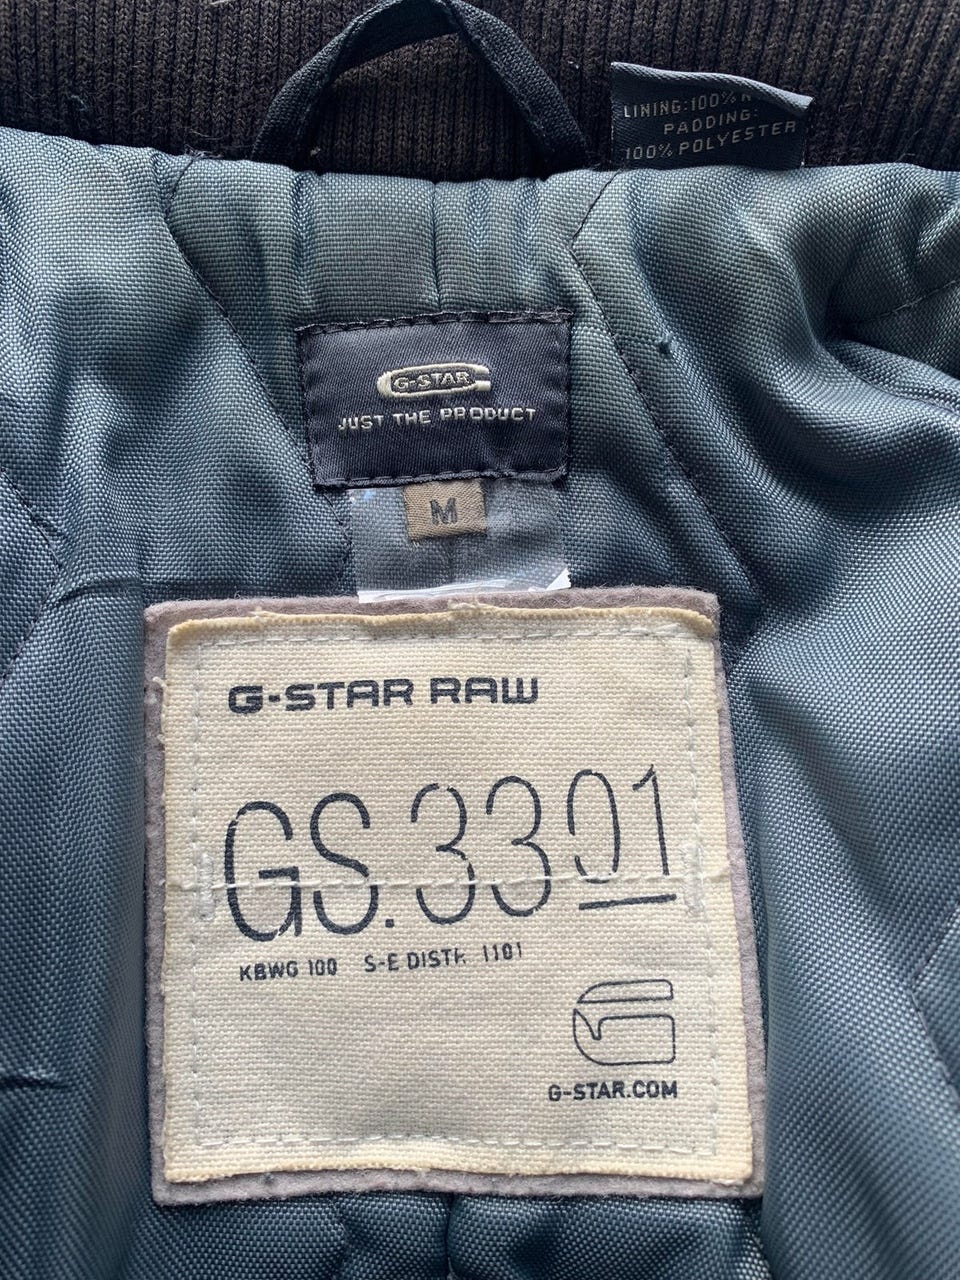 LINING:100%
PADDING:
100% POLYESTER
G-STAR
JUST THE PRODUCT
M
G-STAR RAW
GS.3301
KBWG 100 S-E DISTR. 1101
G-STAR.COM